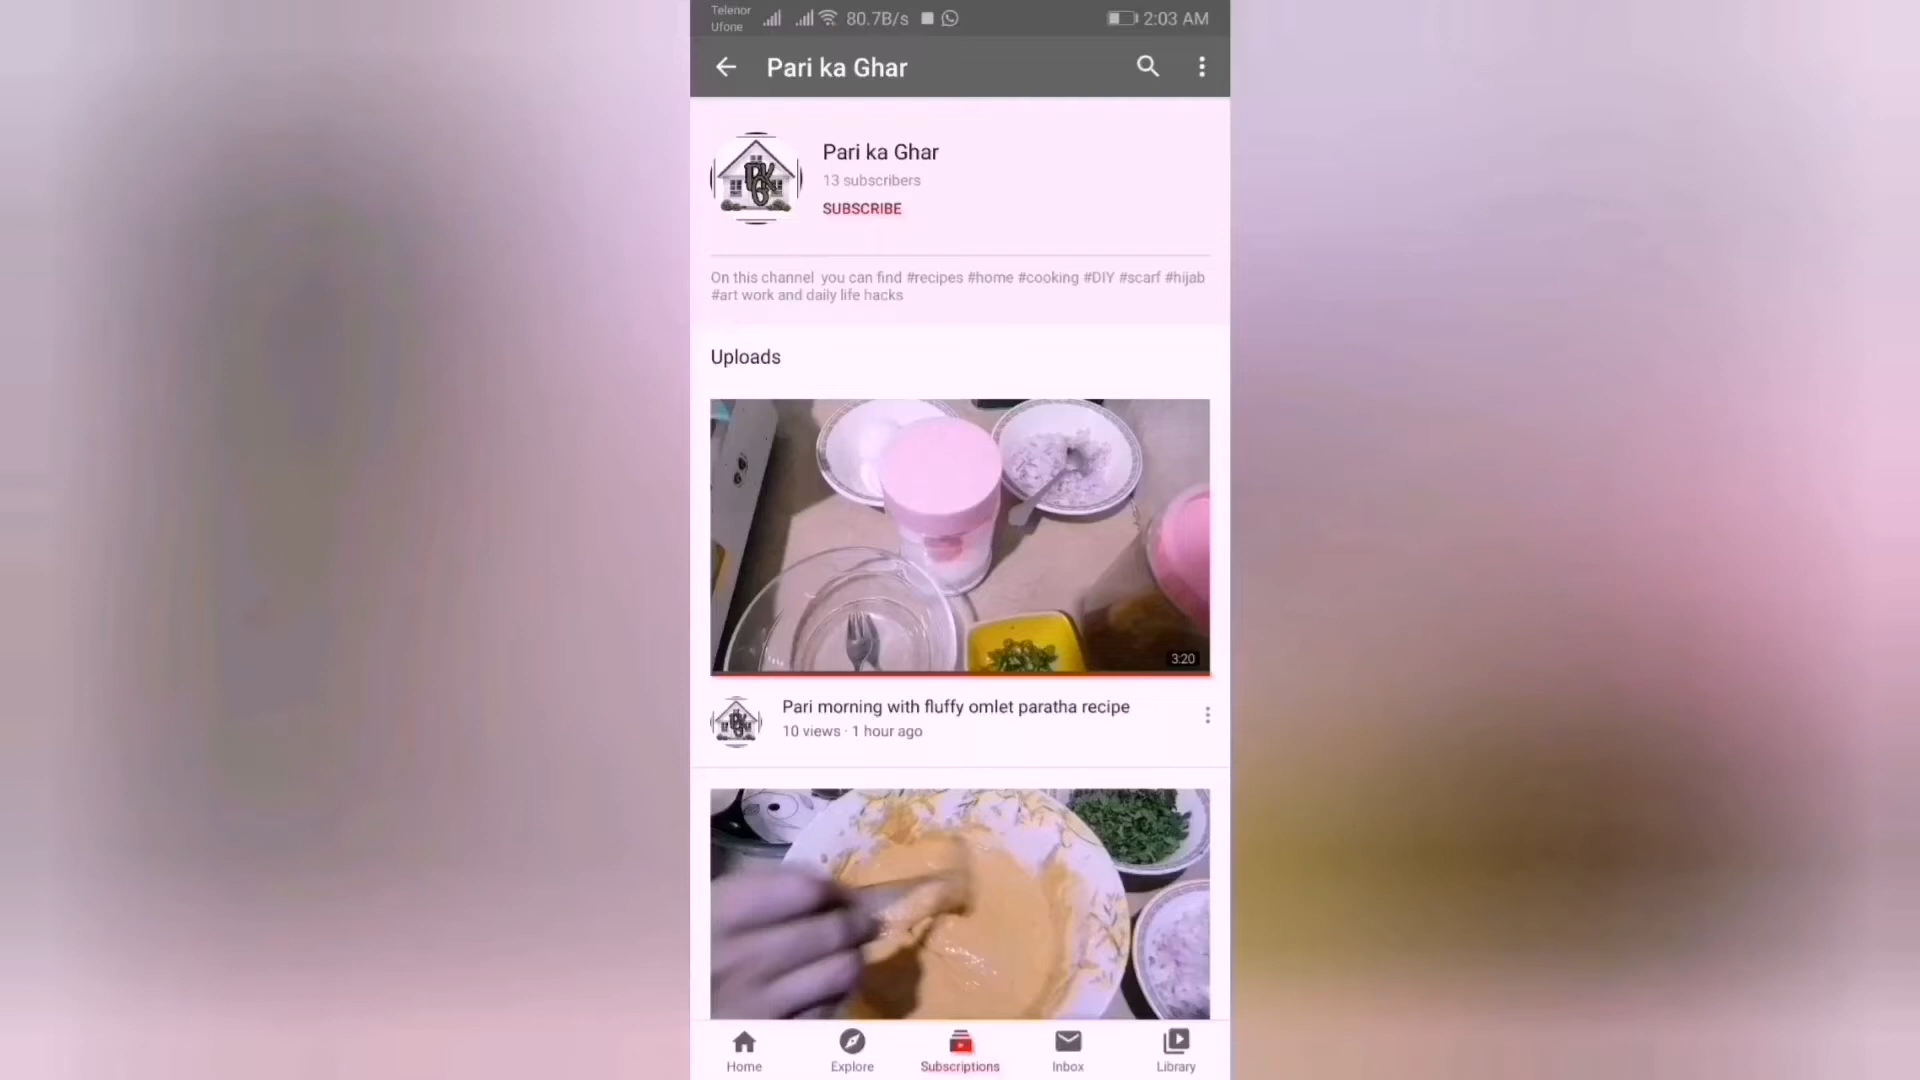 Telenor
Ufone
80.7B/s
2:03 AM
Pari ka Ghar
Pari ka Ghar
13 subscribers
SUBSCRIBE
On this channel you can find #recipes #home #cooking #DIY #scarf #hijab
#art work and daily life hacks
Uploads
3:20
Pari morning with fluffy omlet paratha recipe
10 views · 1 hour ago
Home
Explore
Subscriptions
Inbox
Library